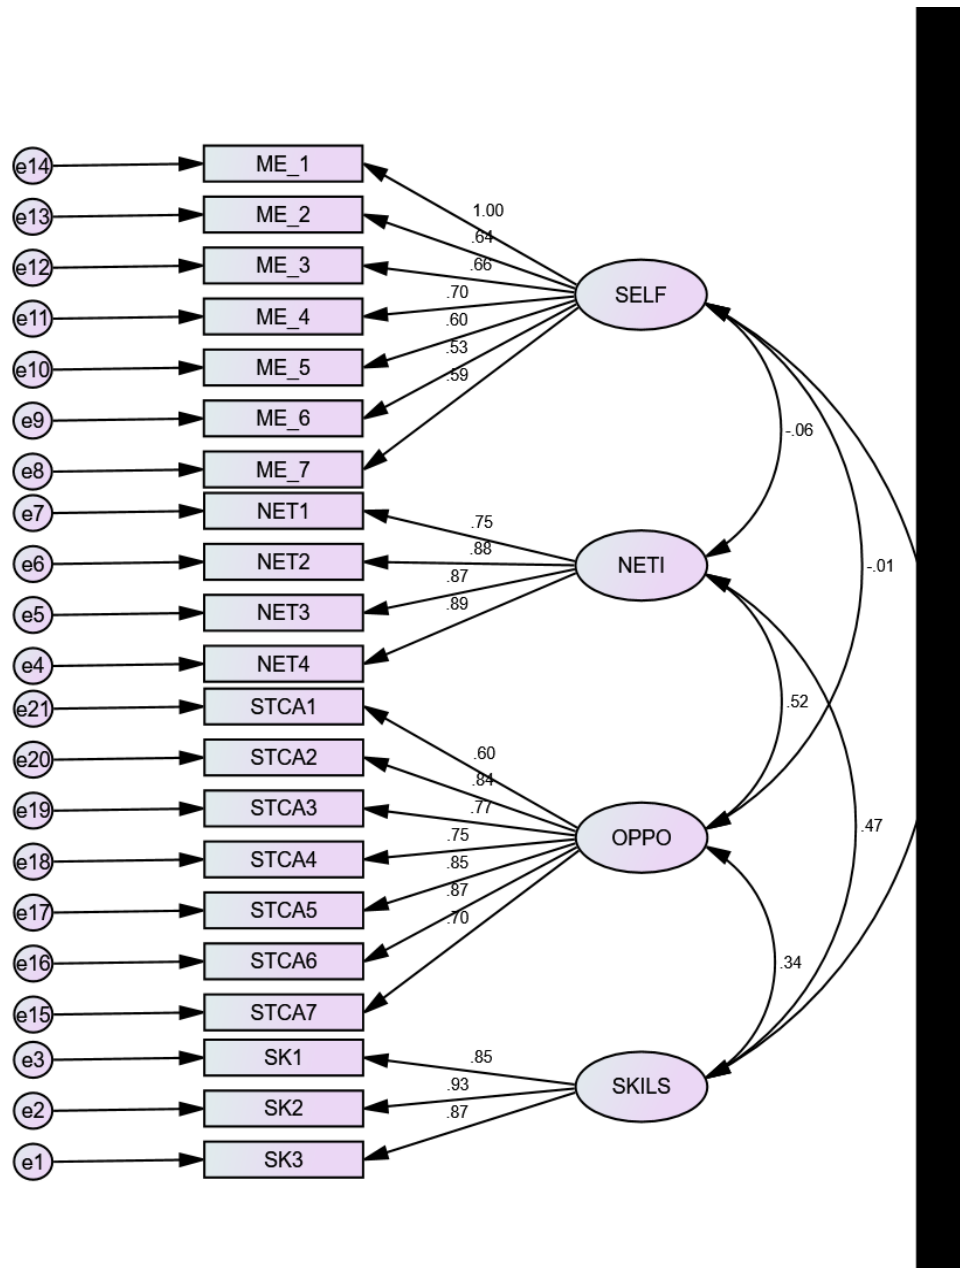 e14 ME_1
1.00
e13 ME_2
.64
e12 ME_3
.66
SELF
e11 ME_4
.70
.60
e10 ME_5
.53
.59
e9 ME_6
-.06
e8 ME_7
e7 NET1
.75
.88
e6 NET2
NETI
-.01
.87
e5 NET3
.89
e4 NET4
e21 STCA1
.52
e20 STCA2
.60
.84
e19 STCA3
.77
.75
OPPO
.47
e18 STCA4
.85
.87
e17 STCA5
.70
e16 STCA6
.34
e15 STCA7
e3 SK1
.85
.93
SKILS
e2 SK2
.87
e1 SK3